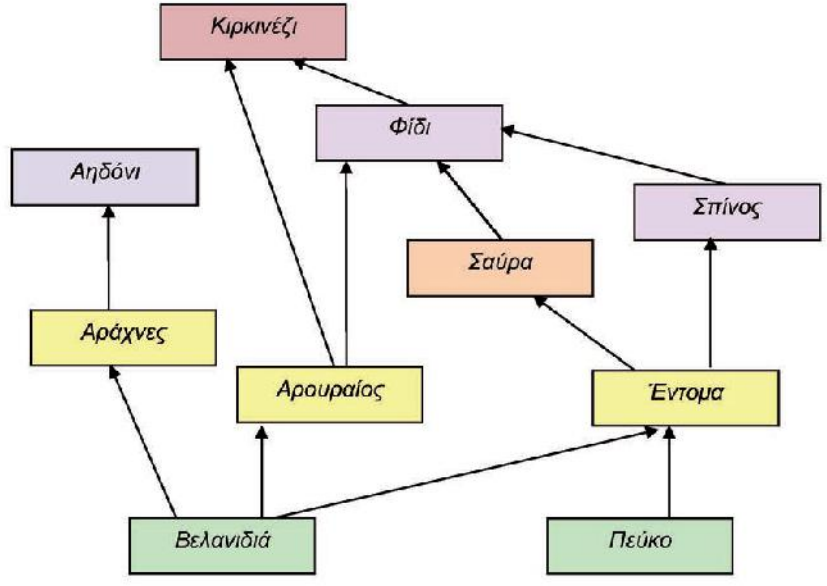 Κιρκινέζι
Φίδι
Αηδόνι
Σπίνος
Σαύρα
Αράχνες
Αρουραίος
Έντομα
Βελανιδιά
Πεύκο